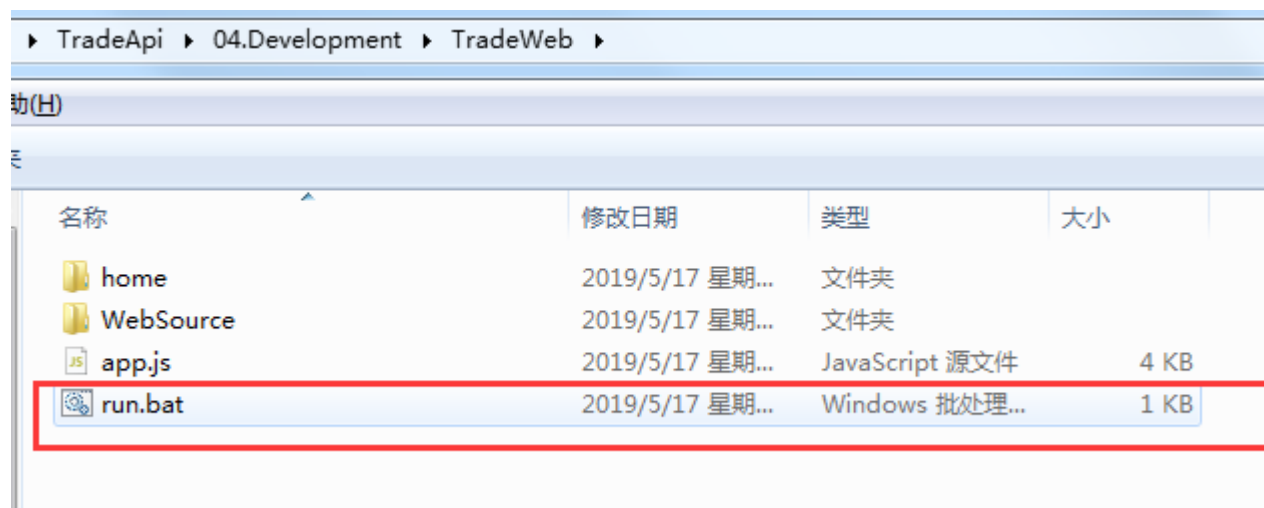 TradeApi 04.Development TradeWeb
助(H)
名称 修改日期 类型 大小
home 2019/5/17 星期... 文件夹
WebSource 2019/5/17 星期... 文件夹
JS app.js 2019/5/17 星期... JavaScript 源文件 4 KB
run.bat 2019/5/17 星期... Windows 批处理... 1 KB